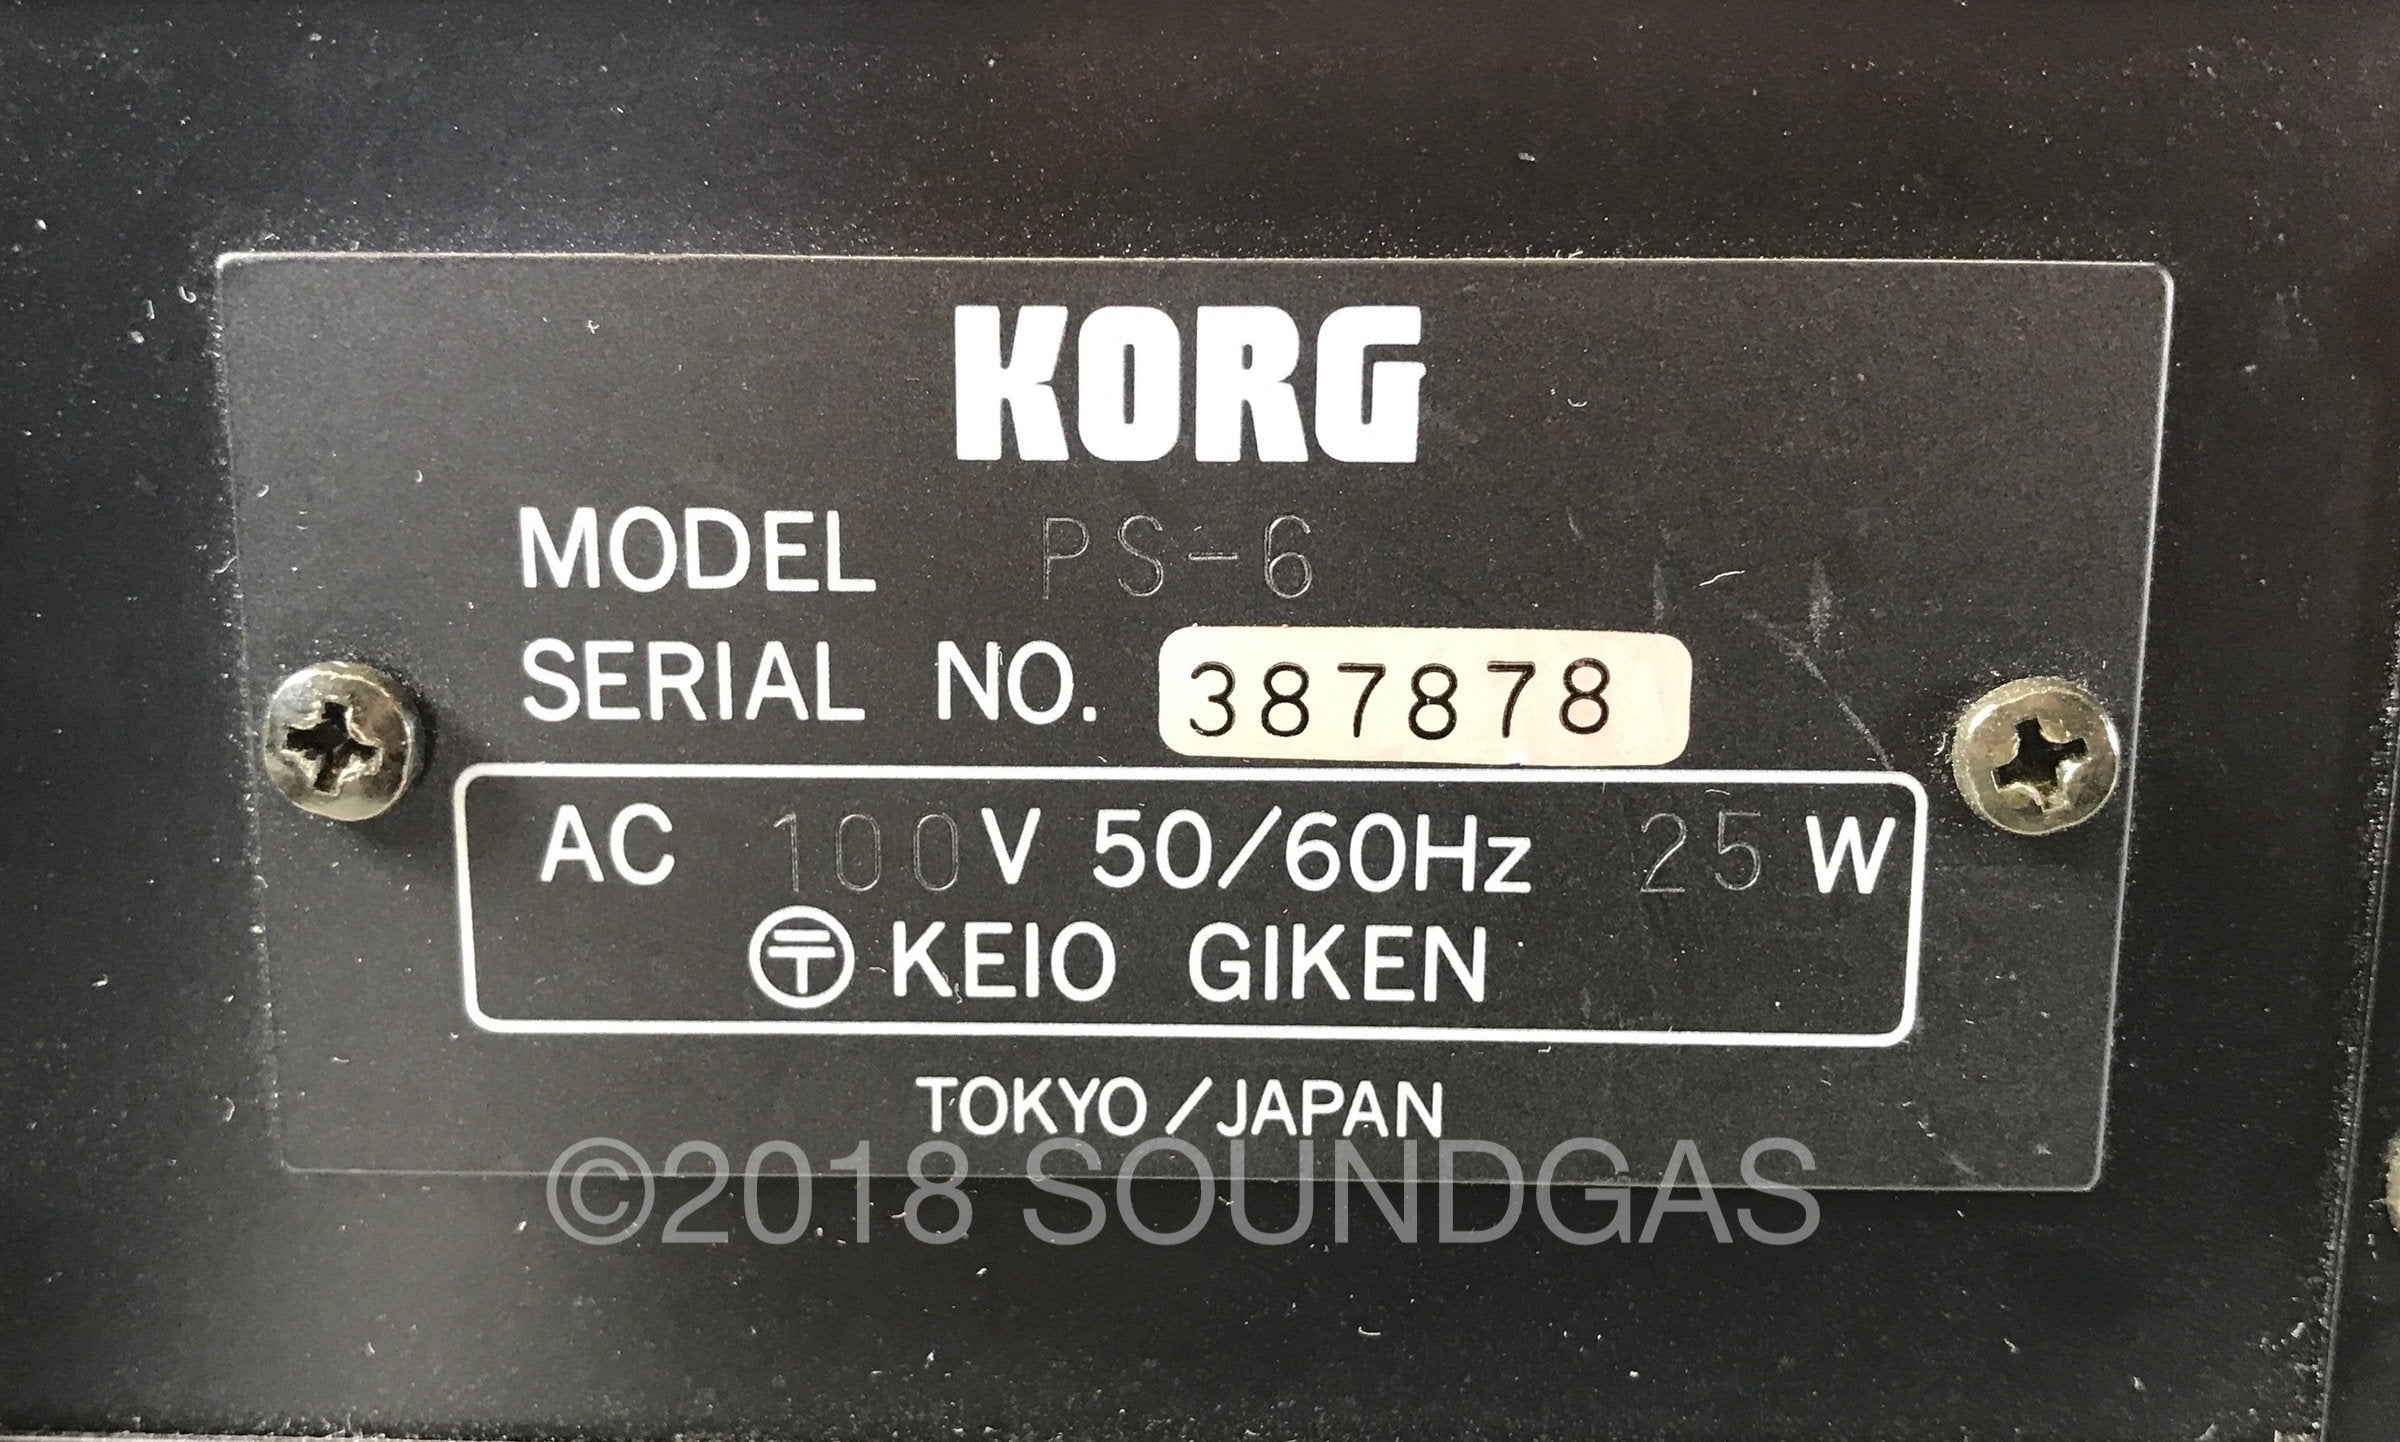 KORG
MODEL PS-6
SERIAL NO. 387878
AC 100V 50/60Hz 25 W
〶 KEIO GIKEN
TOKYO/JAPAN
©2018 SOUNDGAS